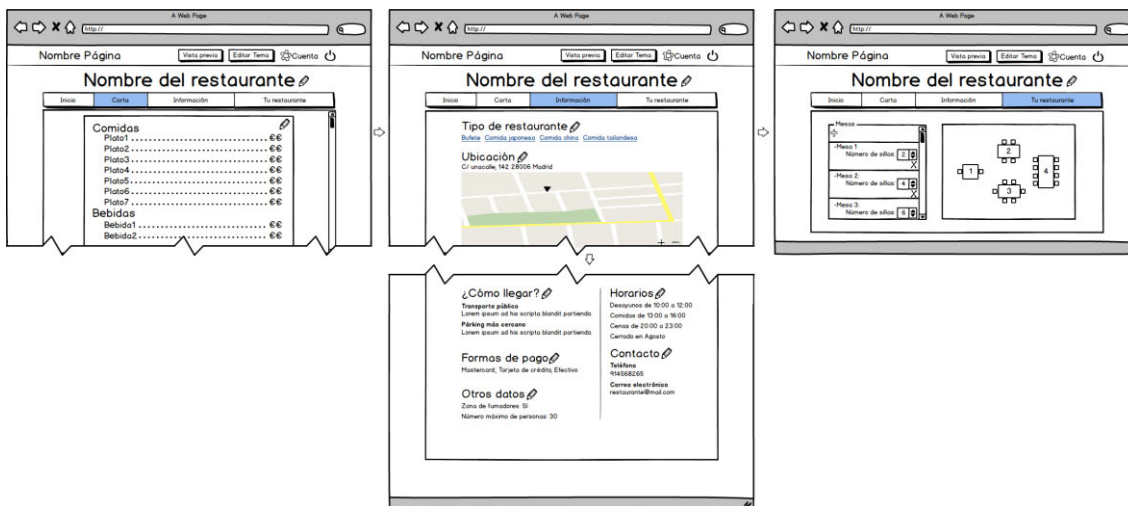 A Web Page
http://
Nombre Página
Vista previa
Editar Tema
Cuenta
Nombre del restaurante
Inicio Carta Información Tu restaurante
Comidas
Plato1 ........................... €€
Plato2 ........................... €€
Plato3 ........................... €€
Plato4 ........................... €€
Plato5 ........................... €€
Plato6 ........................... €€
Plato7 ........................... €€
Bebidas
Bebida1 ......................... €€
Bebida2 ......................... €€
A Web Page
http://
Nombre Página
Vista previa
Editar Tema
Cuenta
Nombre del restaurante
Inicio Carta Información Tu restaurante
Tipo de restaurante
Bufete Comida japonesa Comida china Comida tailandesa
Ubicación
C/ unacalle, 142 28006 Madrid
+ −
¿Cómo llegar?
Transporte público
Lorem ipsum ad his scripta blandit partiendo.
Párking más cercano
Lorem ipsum ad his scripta blandit partiendo.
Formas de pago
Mastercard, Tarjeta de crédito, Efectivo
Otros datos
Zona de fumadores: Sí
Número máximo de personas: 30
Horarios
Desayunos de 10:00 a 12:00
Comidas de 13:00 a 16:00
Cenas de 20:00 a 23:00
Cerrado en Agosto
Contacto
Teléfono
914568265
Correo electrónico
restaurante@mail.com
A Web Page
http://
Nombre Página
Vista previa
Editar Tema
Cuenta
Nombre del restaurante
Inicio Carta Información Tu restaurante
Mesas
-Mesa 1
Número de sillas 2
X
-Mesa 2:
Número de sillas 4
X
-Mesa 3
Número de sillas 6
1
2
3
4